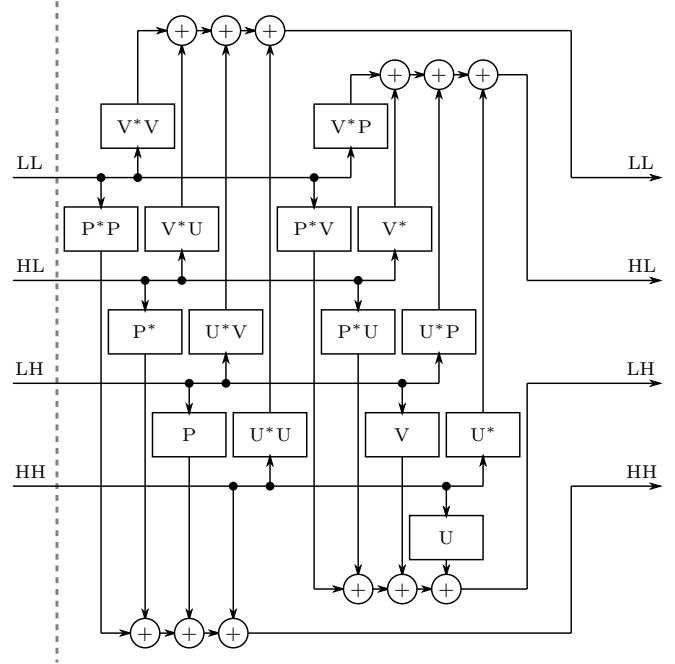 + + +
+ + +
V*V V*P
LL LL
P*P V*U P*V V*
HL HL
P* U*V P*U U*P
LH LH
P U*U V U*
HH HH
U
+ + +
+ + +